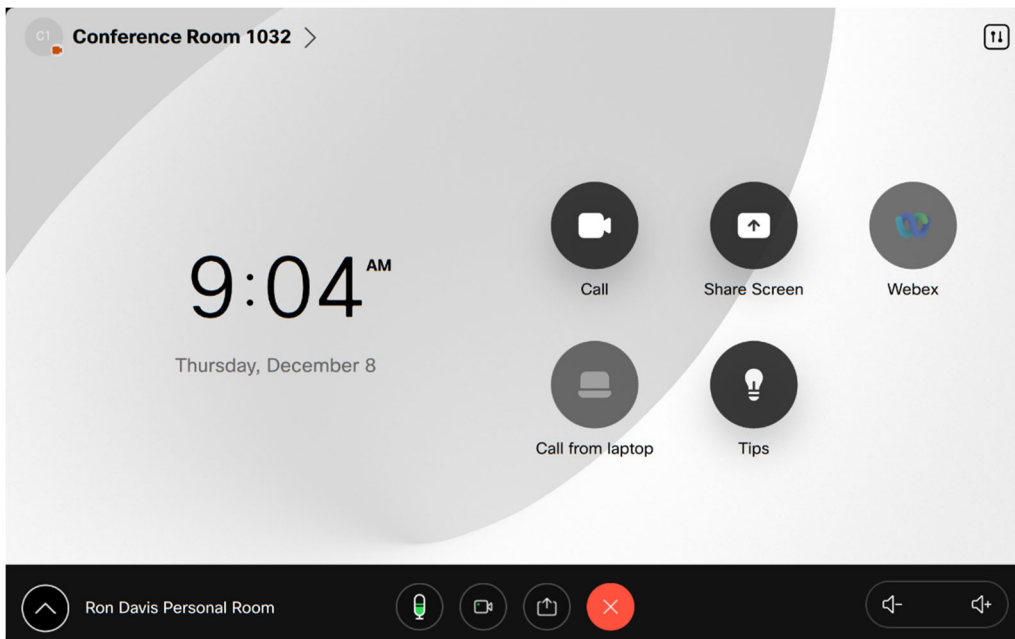 C1
Conference Room 1032
9:04 AM
Thursday, December 8
Call
Share Screen
Webex
Call from laptop
Tips
Ron Davis Personal Room